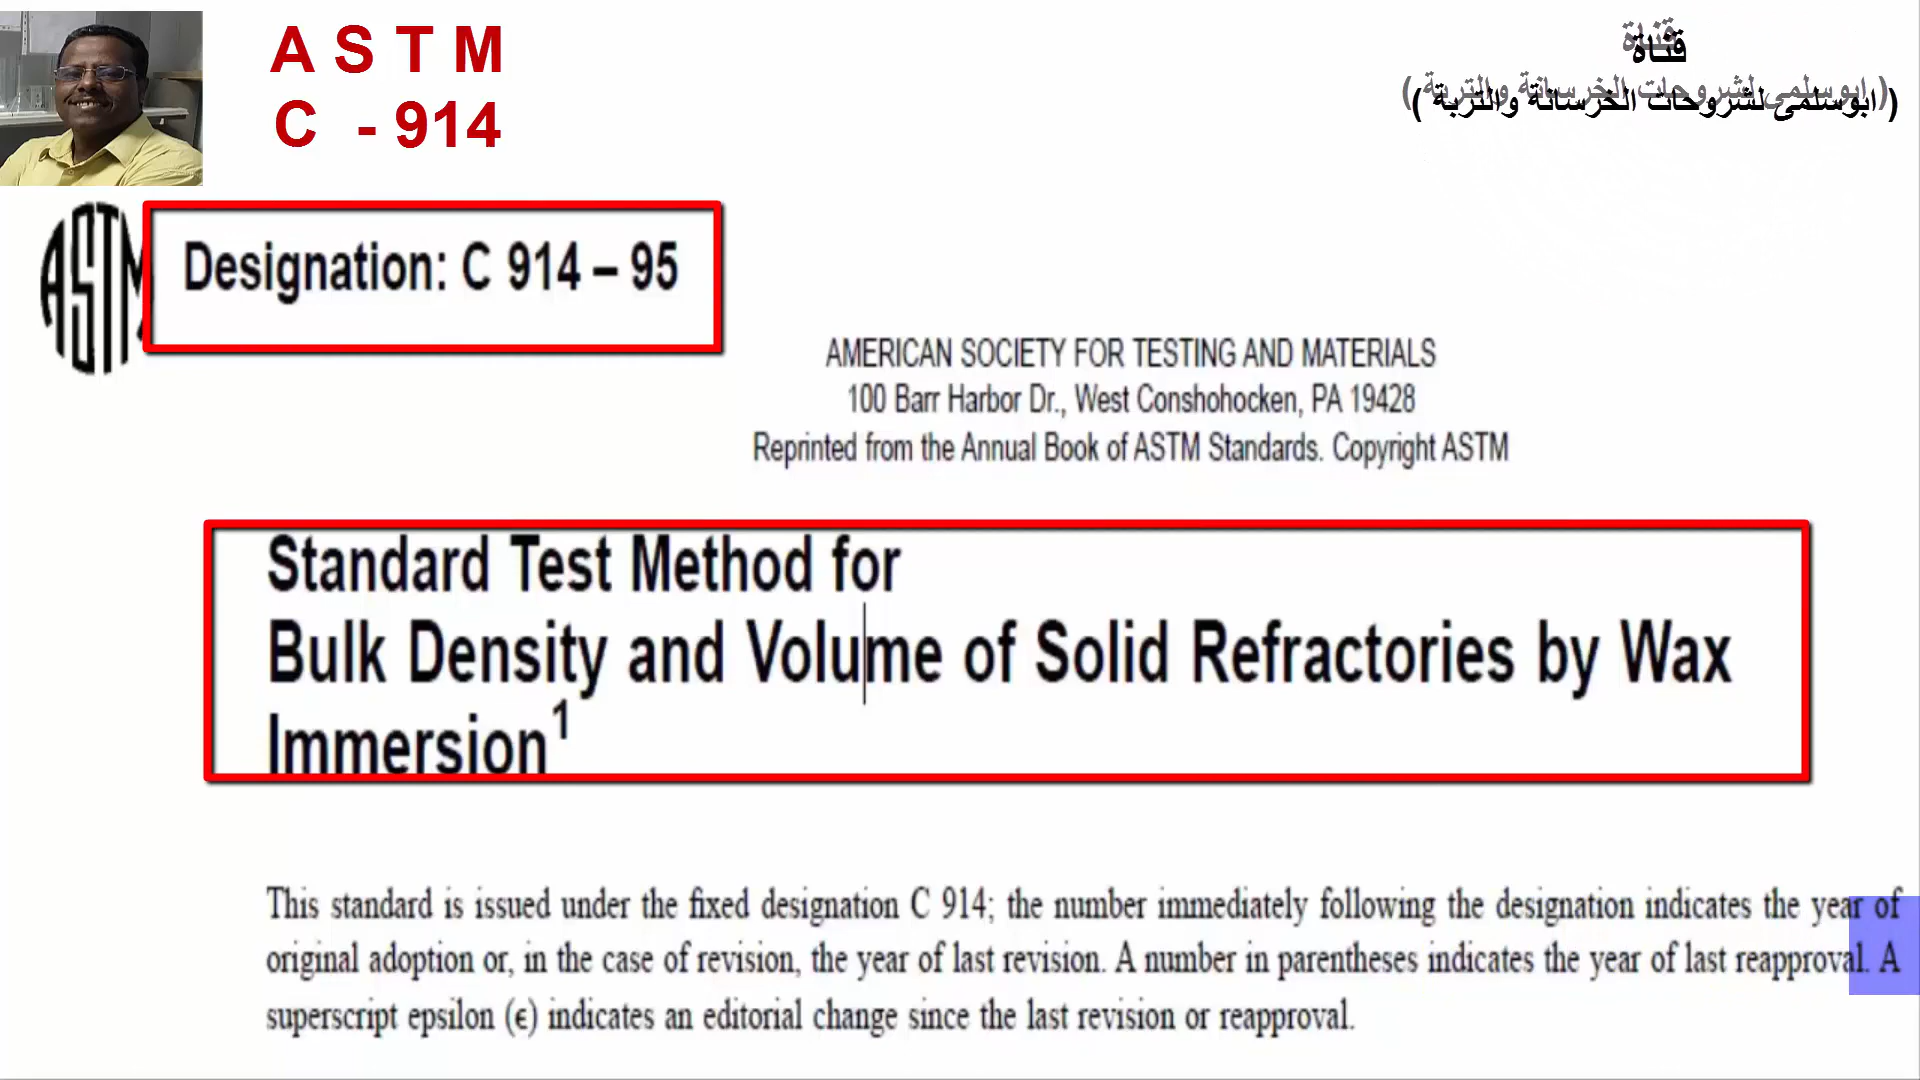 A S T M
C - 914
قناة
( ابوسلمى لشروحات الخرسانة والتربة )
ASTM
Designation: C 914 – 95
AMERICAN SOCIETY FOR TESTING AND MATERIALS
100 Barr Harbor Dr., West Conshohocken, PA 19428
Reprinted from the Annual Book of ASTM Standards. Copyright ASTM
Standard Test Method for
Bulk Density and Volume of Solid Refractories by Wax
Immersion1
This standard is issued under the fixed designation C 914; the number immediately following the designation indicates the year of
original adoption or, in the case of revision, the year of last revision. A number in parentheses indicates the year of last reapproval. A
superscript epsilon (ϵ) indicates an editorial change since the last revision or reapproval.